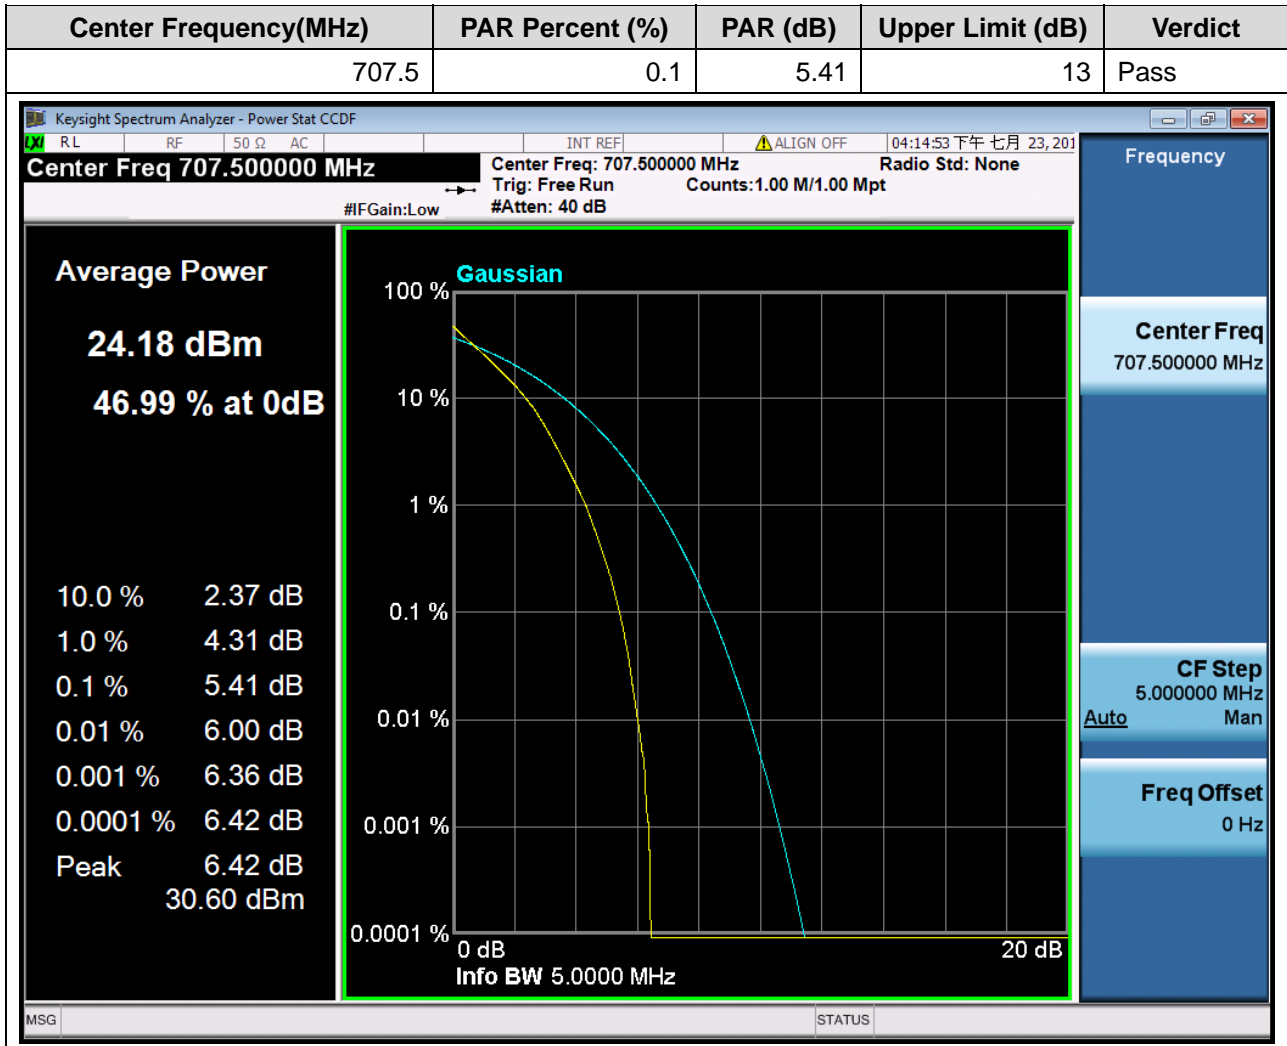 Center Frequency(MHz) PAR Percent (%) PAR (dB) Upper Limit (dB) Verdict
707.5 0.1 5.41 13 Pass
Keysight Spectrum Analyzer - Power Stat CCDF
LXI RL RF 50 Ω AC INT REF ALIGN OFF 04:14:53 下午 七月 23, 201
Center Freq 707.500000 MHz
Center Freq: 707.500000 MHz Radio Std: None
Trig: Free Run Counts:1.00 M/1.00 Mpt
#IFGain:Low #Atten: 40 dB
Average Power
24.18 dBm
46.99 % at 0dB
10.0 % 2.37 dB
1.0 % 4.31 dB
0.1 % 5.41 dB
0.01 % 6.00 dB
0.001 % 6.36 dB
0.0001 % 6.42 dB
Peak 6.42 dB
30.60 dBm
Gaussian
100 %
10 %
1 %
0.1 %
0.01 %
0.001 %
0.0001 %
0 dB 20 dB
Info BW 5.0000 MHz
Frequency
Center Freq
707.500000 MHz
CF Step
5.000000 MHz
Auto Man
Freq Offset
0 Hz
MSG STATUS